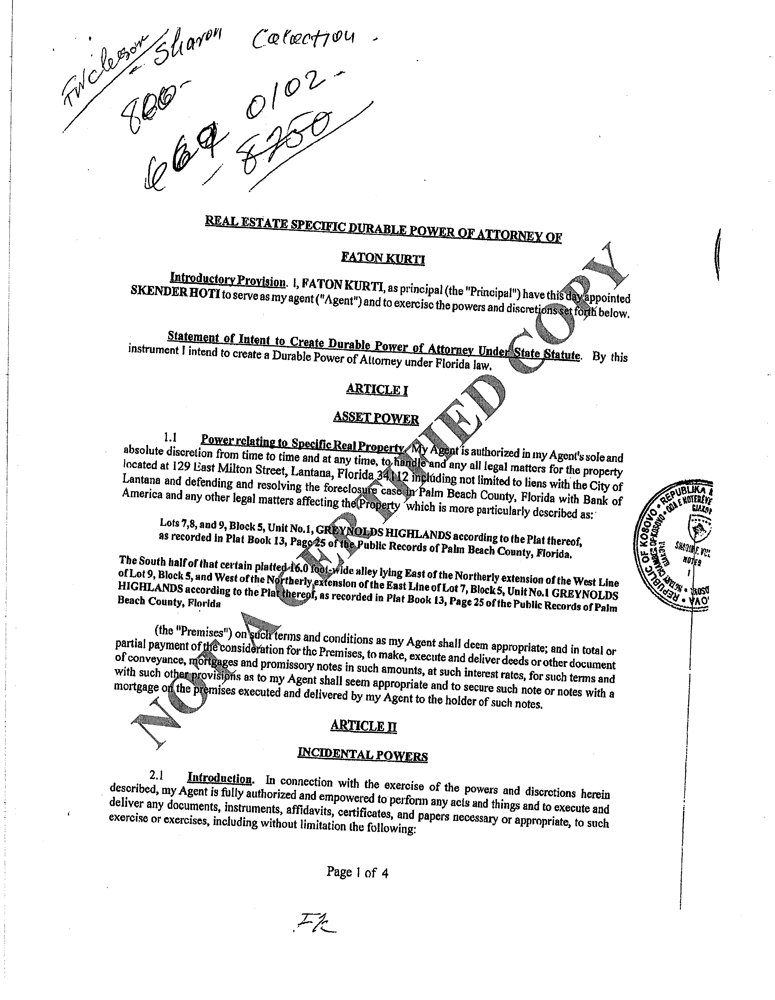 Sharon
Collection
800-
669 0102-
8750
REAL ESTATE SPECIFIC DURABLE POWER OF ATTORNEY OF
FATON KURTI
Introductory Provision. I, FATON KURTI, as principal (the "Principal") have this day appointed
SKENDER HOTI to serve as my agent ("Agent") and to exercise the powers and discretions set forth below.
Statement of Intent to Create Durable Power of Attorney Under State Statute. By this
instrument I intend to create a Durable Power of Attorney under Florida law.
ARTICLE I
ASSET POWER
1.1 Power relating to Specific Real Property. My Agent is authorized in my Agent's sole and
absolute discretion from time to time and at any time, to handle and any all legal matters for the property
located at 129 East Milton Street, Lantana, Florida 34112 including not limited to liens with the City of
Lantana and defending and resolving the foreclosure case in Palm Beach County, Florida with Bank of
America and any other legal matters affecting the Property which is more particularly described as:
Lots 7,8, and 9, Block 5, Unit No.1, GREYNOLDS HIGHLANDS according to the Plat thereof,
as recorded in Plat Book 13, Page 25 of the Public Records of Palm Beach County, Florida.
The South half of that certain platted 16.0 foot-wide alley lying East of the Northerly extension of the West Line
of Lot 9, Block 5, and West of the Northerly extension of the East Line of Lot 7, Block 5, Unit No.1 GREYNOLDS
HIGHLANDS according to the Plat thereof, as recorded in Plat Book 13, Page 25 of the Public Records of Palm
Beach County, Florida
(the "Premises") on such terms and conditions as my Agent shall deem appropriate; and in total or
partial payment of the consideration for the Premises, to make, execute and deliver deeds or other document
of conveyance, mortgages and promissory notes in such amounts, at such interest rates, for such terms and
with such other provisions as to my Agent shall seem appropriate and to secure such note or notes with a
mortgage on the premises executed and delivered by my Agent to the holder of such notes.
ARTICLE II
INCIDENTAL POWERS
2.1 Introduction. In connection with the exercise of the powers and discretions herein
described, my Agent is fully authorized and empowered to perform any acts and things and to execute and
deliver any documents, instruments, affidavits, certificates, and papers necessary or appropriate, to such
exercise or exercises, including without limitation the following:
Page 1 of 4
FK
NOT A CERTIFIED COPY
REPUBLIC OF KOSOVO • REPUBLIKA
NOTER
1